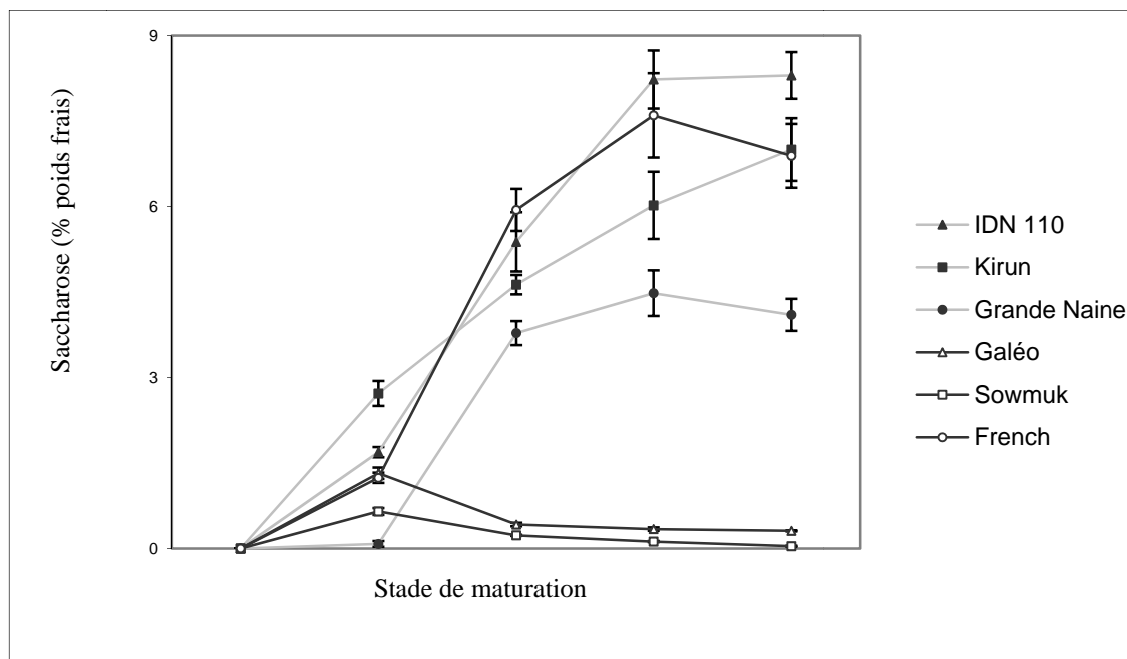 9
6
3
0
Saccharose (% poids frais)
Stade de maturation
IDN 110
Kirun
Grande Naine
Galéo
Sowmuk
French